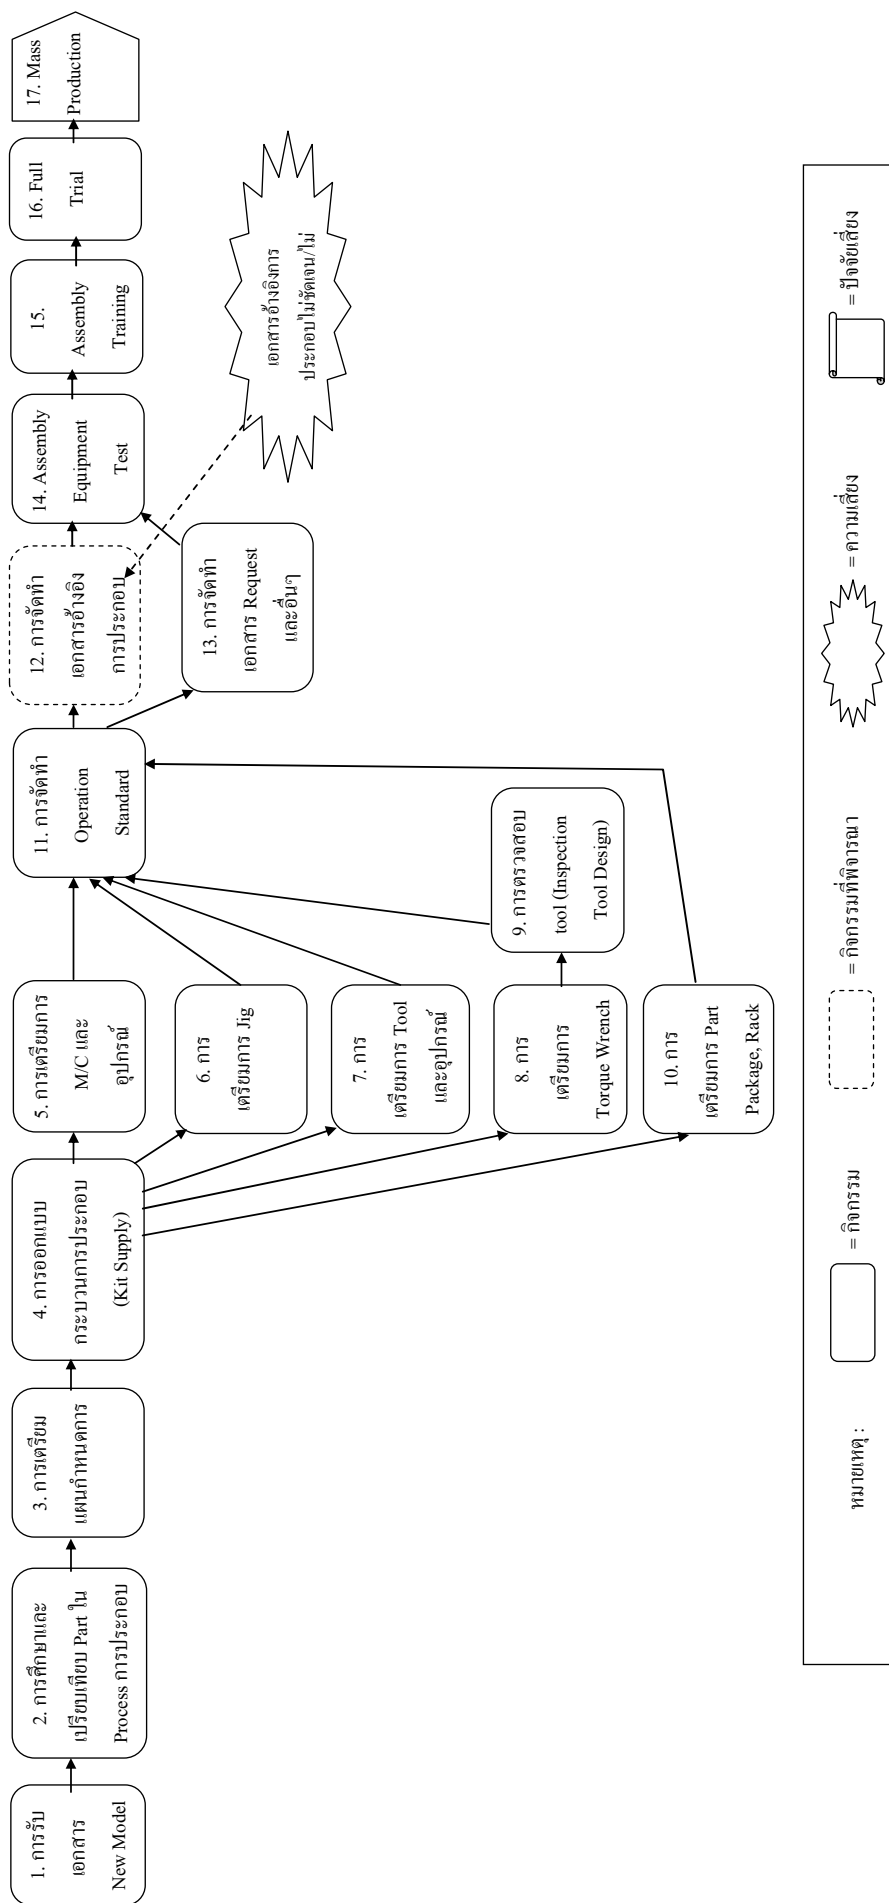 1. การรับ
เอกสาร
New Model
2. การศึกษาและ
เปรียบเทียบ Part ใน
Process การประกอบ
3. การเตรียม
แผนกำหนดการ
4. การออกแบบ
กระบวนการประกอบ
(Kit Supply)
5. การเตรียมการ
M/C และ
อุปกรณ์
6. การ
เตรียมการ Jig
7. การ
เตรียมการ Tool
และอุปกรณ์
8. การ
เตรียมการ
Torque Wrench
9. การตรวจสอบ
tool (Inspection
Tool Design)
10. การ
เตรียมการ Part
Package, Rack
11. การจัดทำ
Operation
Standard
12. การจัดทำ
เอกสารอ้างอิง
การประกอบ
13. การจัดทำ
เอกสาร Request
และอื่นๆ
14. Assembly
Equipment
Test
15.
Assembly
Training
16. Full
Trial
17. Mass
Production
เอกสารอ้างอิงการ
ประกอบไม่ชัดเจน/ไม่
หมายเหตุ :
= กิจกรรม
= กิจกรรมที่พิจารณา
= ความเสี่ยง
= ปัจจัยเสี่ยง